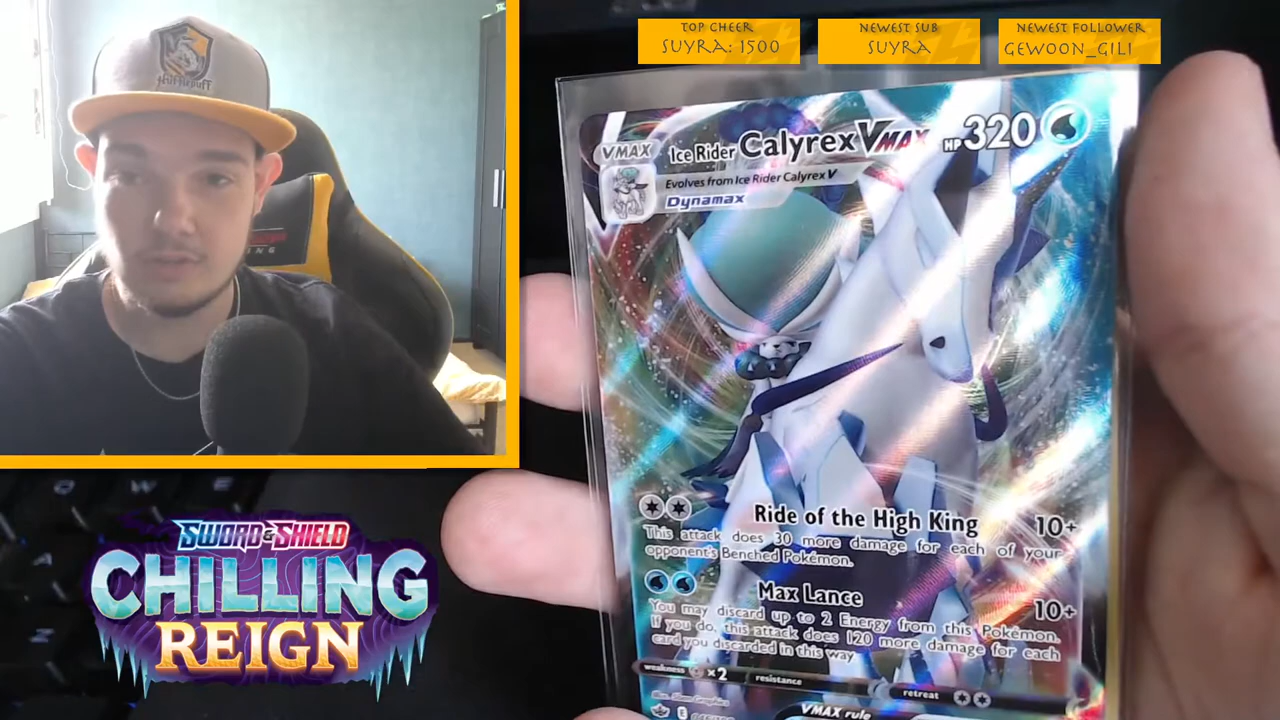 TOP CHEER
SUYRA: 1500
NEWEST SUB
SUYRA
NEWEST FOLLOWER
GEWOON_GILI
VMAX
Ice Rider Calyrex VMAX HP 320
Evolves from Ice Rider Calyrex V
Dynamax
Ride of the High King 10+
This attack does 30 more damage for each of your
opponent's Benched Pokémon.
Max Lance 10+
You may discard up to 2 Energy from this Pokémon.
If you do, this attack does 120 more damage for each
card you discarded in this way
weakness ×2 resistance retreat
E
VMAX rule
SWORD & SHIELD
CHILLING
REIGN
Q W E
A
Z